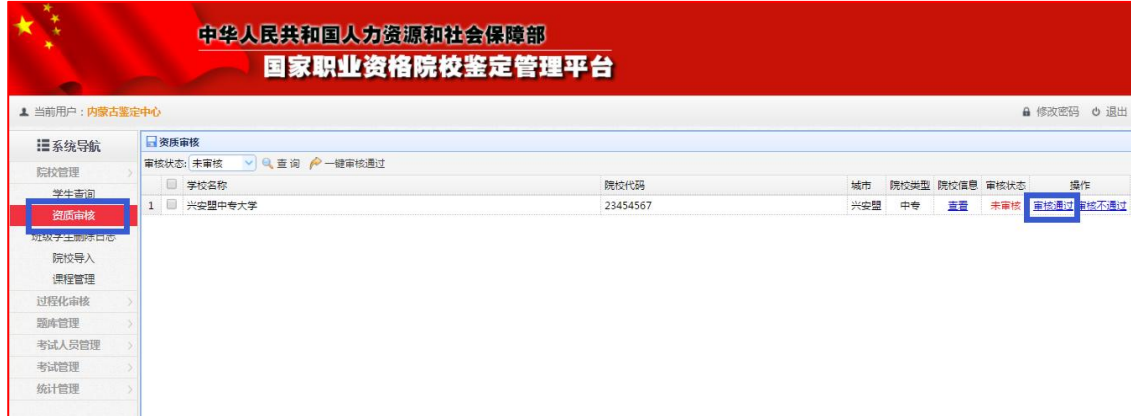 中华人民共和国人力资源和社会保障部
国家职业资格院校鉴定管理平台
当前用户：内蒙古鉴定中心 修改密码 退出
系统导航
院校管理
学生查询
资质审核
班级学生删除日志
院校导入
课程管理
过程化审核
题库管理
考试人员管理
考试管理
统计管理
资质审核
审核状态: 未审核 查询 一键审核通过
学校名称 院校代码 城市 院校类型 院校信息 审核状态 操作
1 兴安盟中专大学 23454567 兴安盟 中专 查看 未审核 审核通过 审核不通过